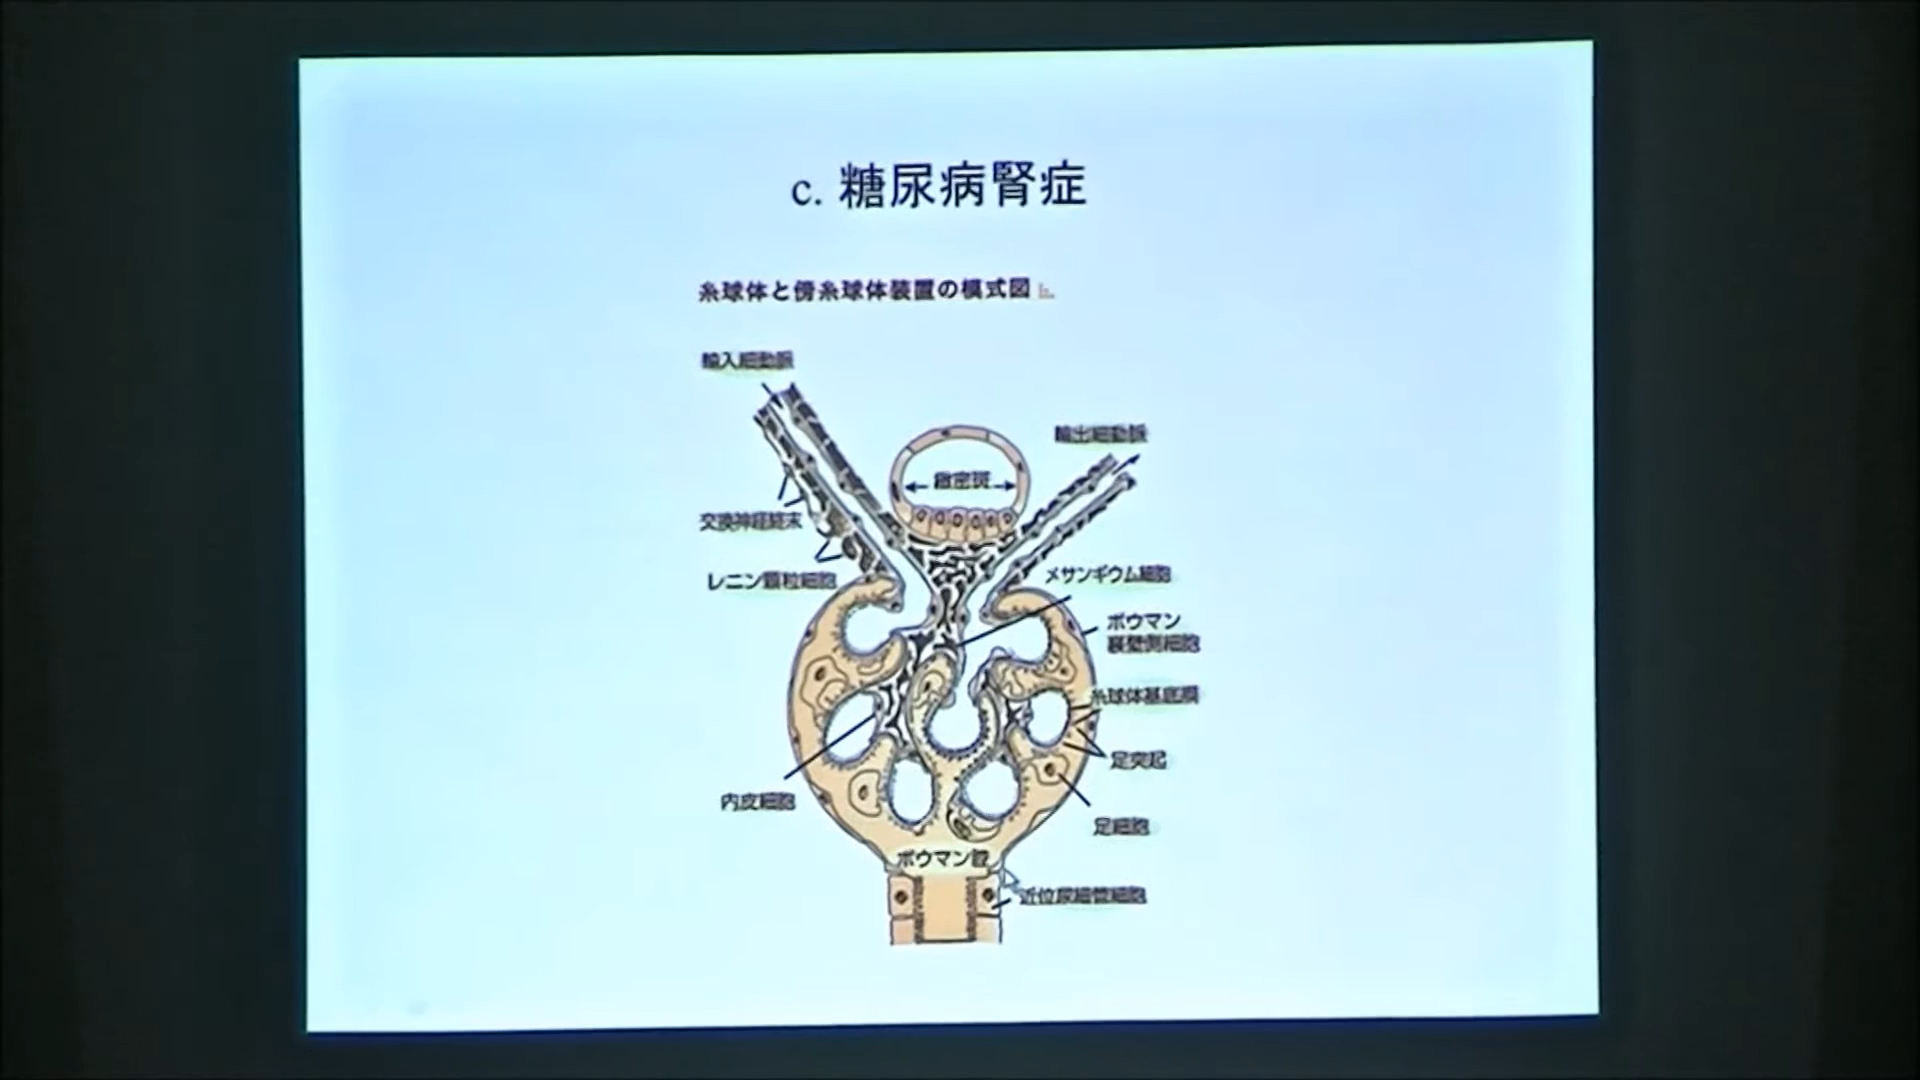 c. 糖尿病腎症
糸球体と傍糸球体装置の模式図
輸入細動脈
輸出細動脈
緻密斑
交換神経終末
レニン顆粒細胞
メサンギウム細胞
ボウマン
嚢壁側細胞
糸球体基底膜
足突起
内皮細胞
足細胞
ボウマン腔
近位尿細管細胞